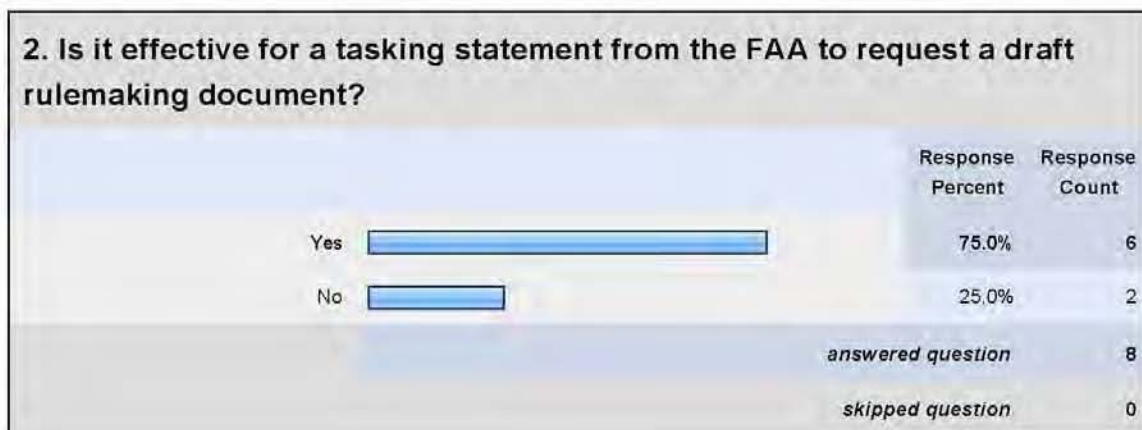 2. Is it effective for a tasking statement from the FAA to request a draft
rulemaking document?
Response Response
Percent Count
Yes 75.0% 6
No 25.0% 2
answered question 8
skipped question 0